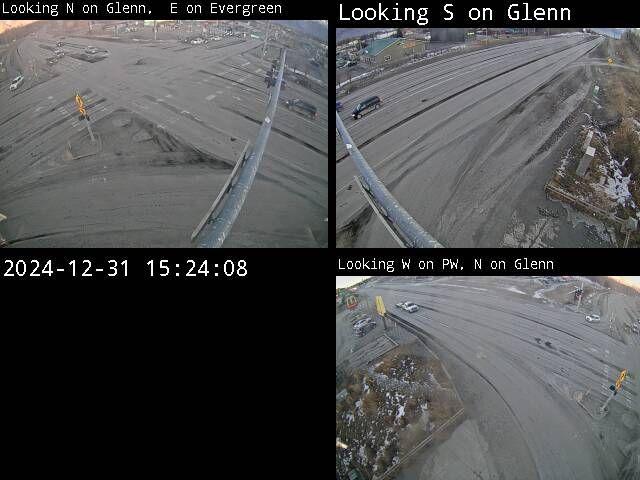 Looking N on Glenn,  E on Evergreen
Looking S on Glenn
2024-12-31 15:24:08
Looking W on PW, N on Glenn